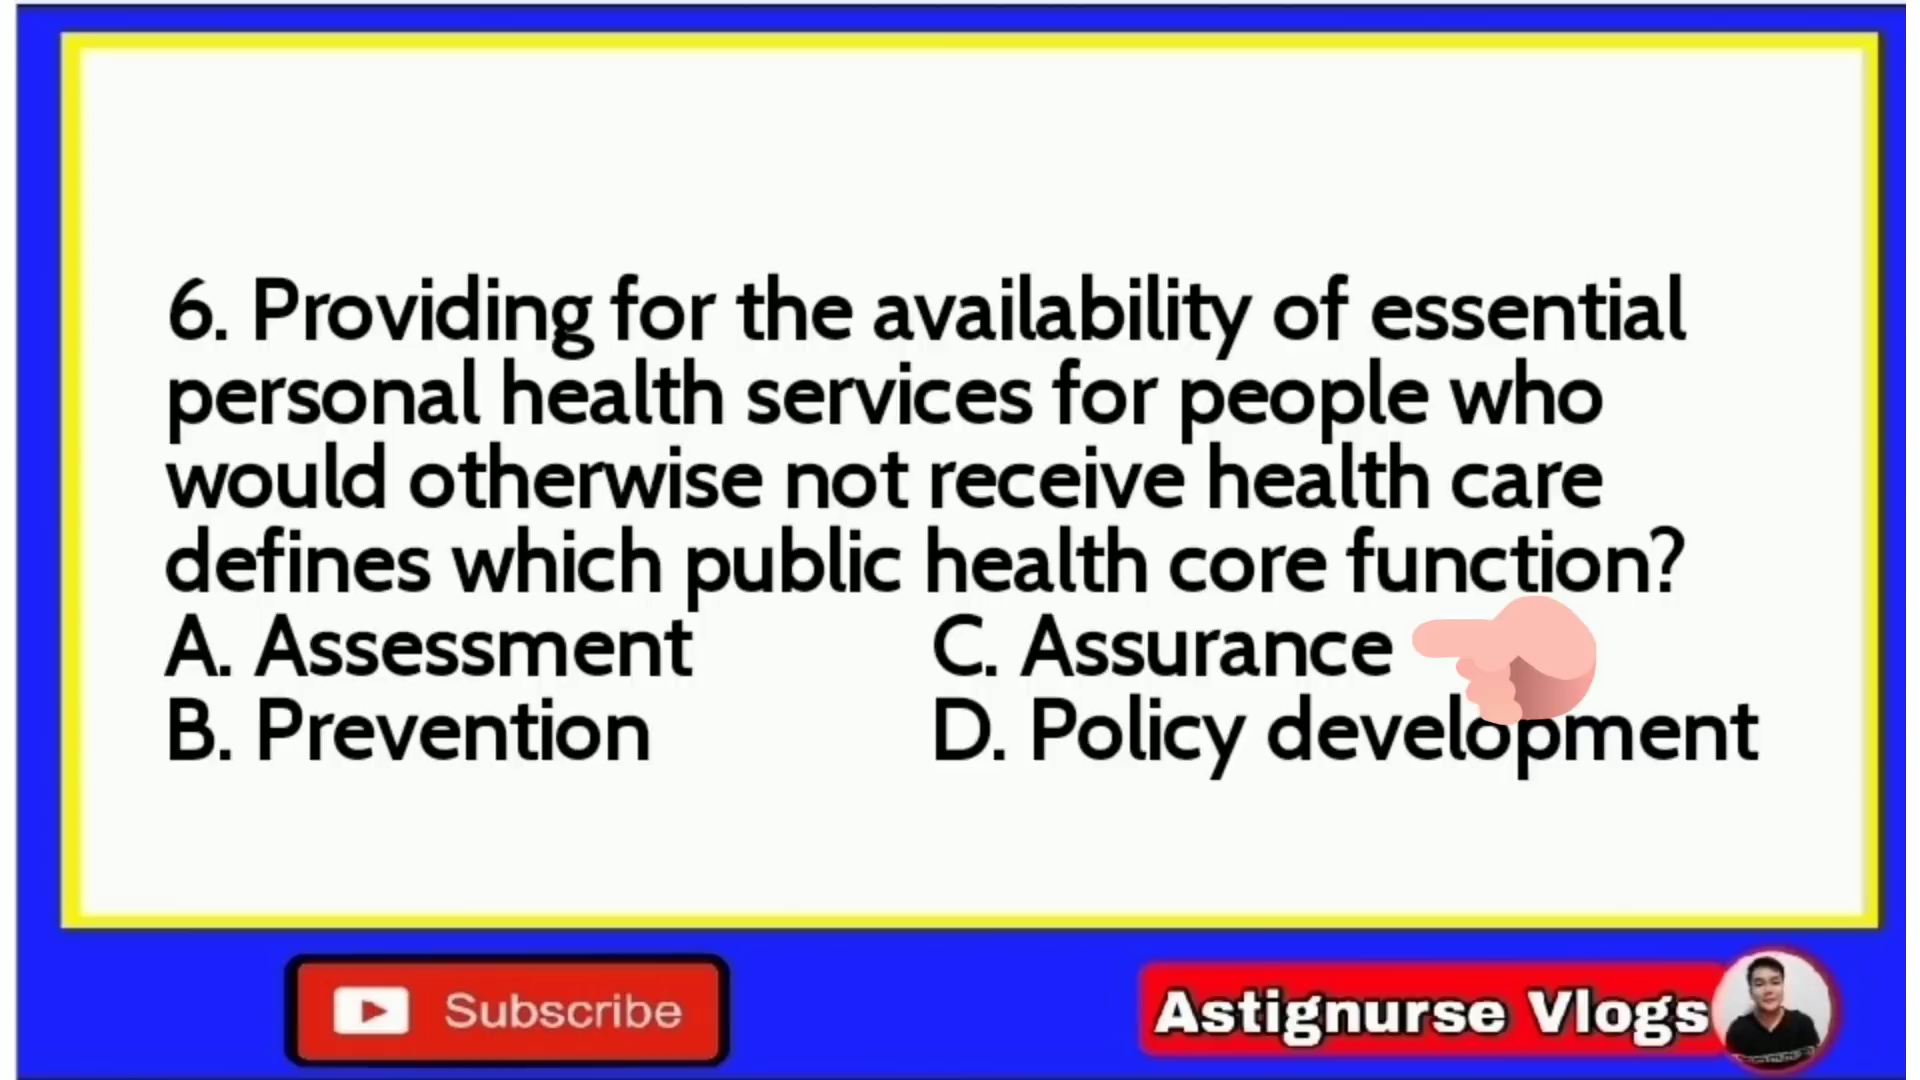 6. Providing for the availability of essential
personal health services for people who
would otherwise not receive health care
defines which public health core function?
A. Assessment C. Assurance
B. Prevention D. Policy development
Subscribe
Astignurse Vlogs